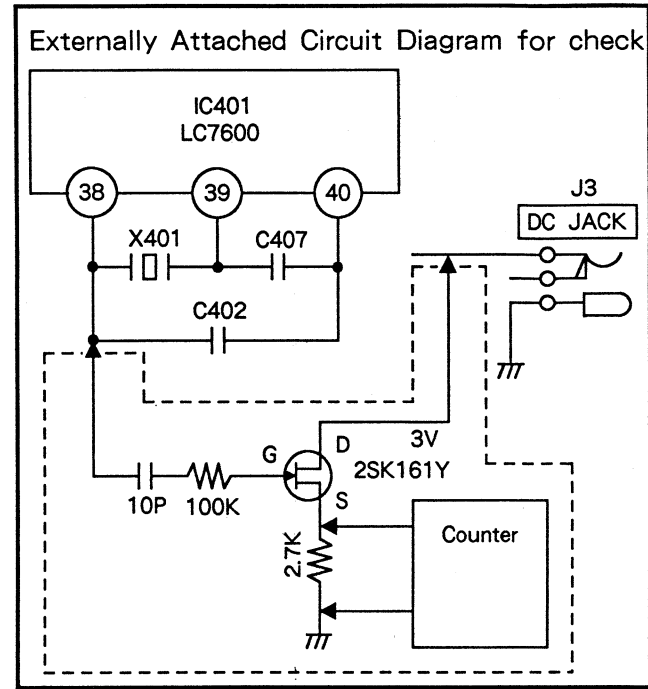 Externally Attached Circuit Diagram for check
IC401
LC7600
38
39
40
J3
DC JACK
X401
C407
C402
3V
G
D
2SK161Y
S
10P
100K
2.7K
Counter